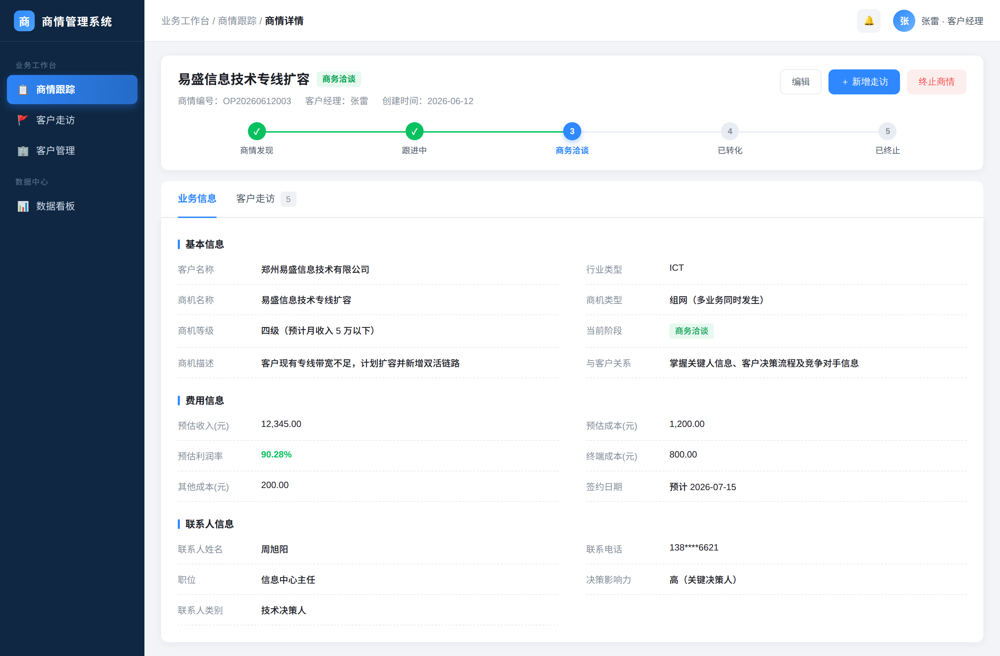 商 商情管理系统
业务工作台 / 商情跟踪 / 商情详情
张 张雷 · 客户经理
业务工作台
商情跟踪
客户走访
客户管理
数据中心
数据看板
易盛信息技术专线扩容 商务洽谈
编辑 + 新增走访 终止商情
商情编号：OP20260612003 客户经理：张雷 创建时间：2026-06-12
✓ ✓ 3 4 5
商情发现 跟进中 商务洽谈 已转化 已终止
业务信息 客户走访 5
基本信息
客户名称 郑州易盛信息技术有限公司 行业类型 ICT
商机名称 易盛信息技术专线扩容 商机类型 组网（多业务同时发生）
商机等级 四级（预计月收入 5 万以下） 当前阶段 商务洽谈
商机描述 客户现有专线带宽不足，计划扩容并新增双活链路 与客户关系 掌握关键人信息、客户决策流程及竞争对手信息
费用信息
预估收入(元) 12,345.00 预估成本(元) 1,200.00
预估利润率 90.28% 终端成本(元) 800.00
其他成本(元) 200.00 签约日期 预计 2026-07-15
联系人信息
联系人姓名 周旭阳 联系电话 138****6621
职位 信息中心主任 决策影响力 高（关键决策人）
联系人类别 技术决策人